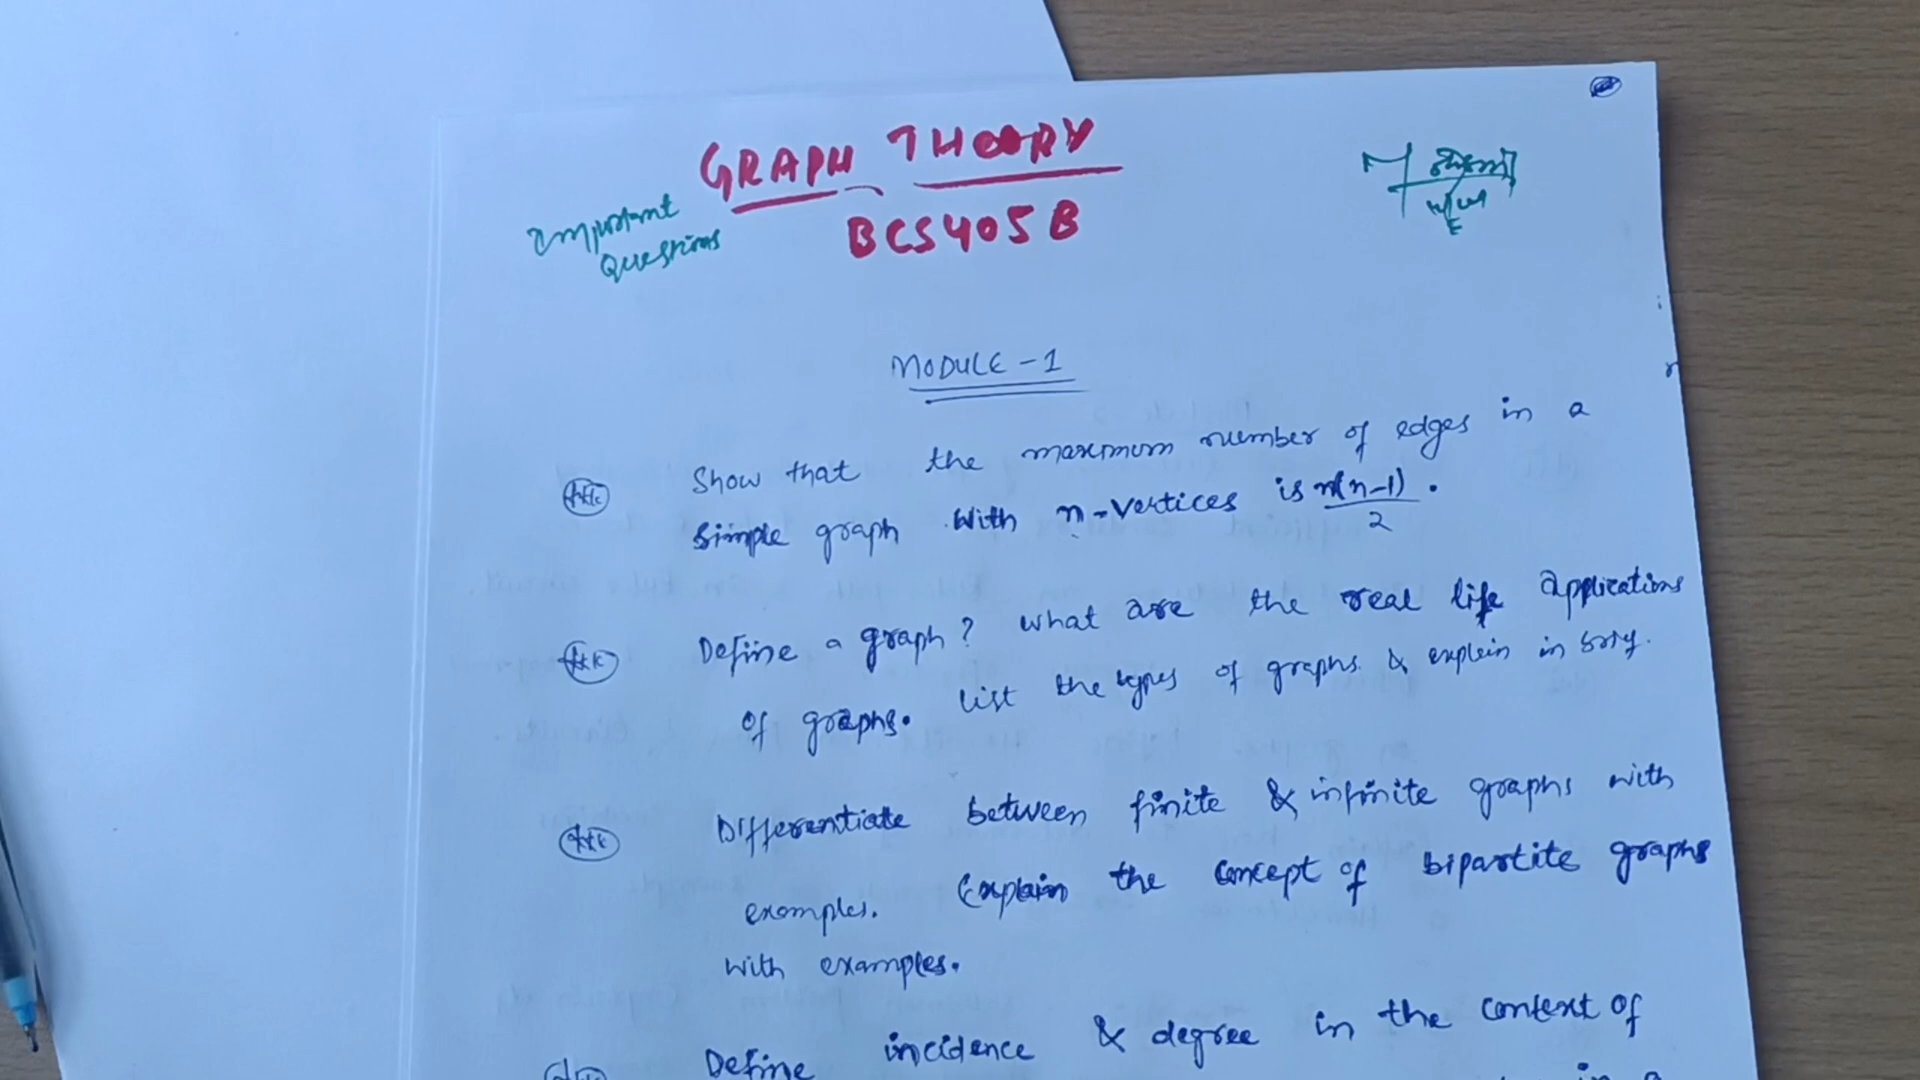 GRAPH THEORY
Important
Questions
BCS405B
MODULE-1
Show that the maximum number of edges in a
simple graph with n-vertices is n(n-1)/2.
Define a graph? What are the real life applications
of graphs. List the types of graphs & explain in brief.
Differentiate between finite & infinite graphs with
examples. Explain the concept of bipartite graphs
with examples.
Define incidence & degree in the context of
in a